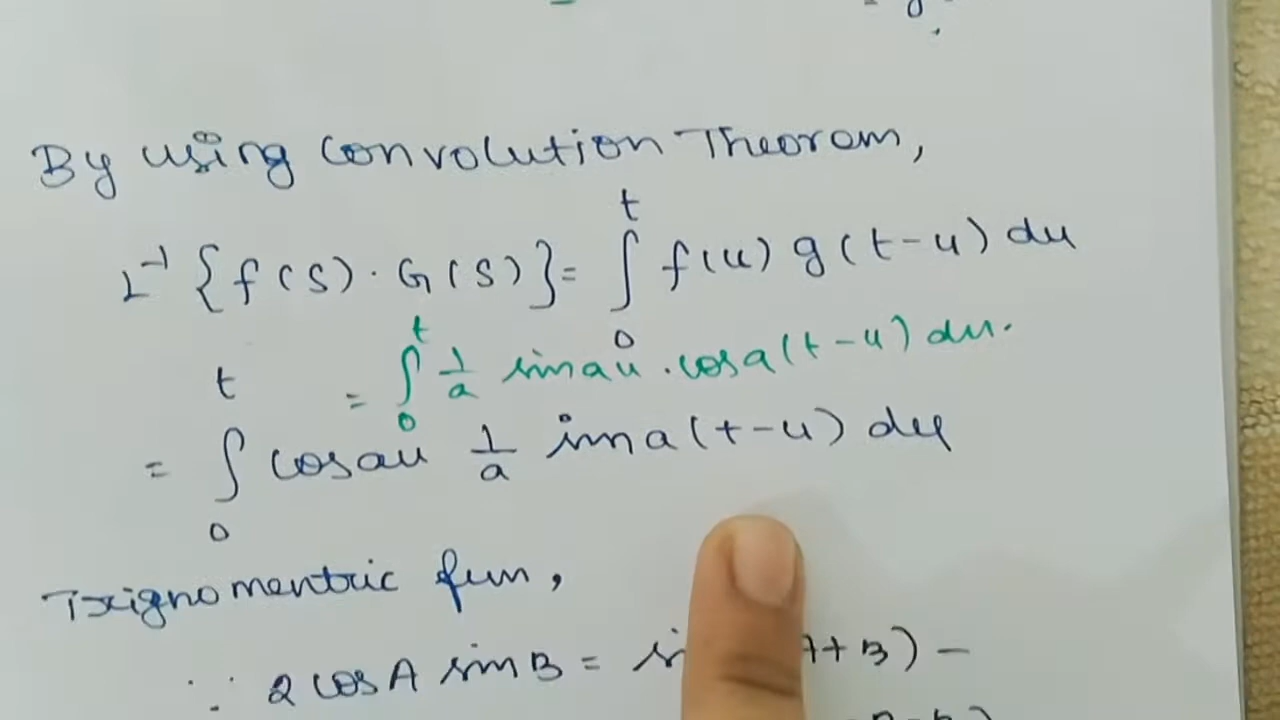 By using Convolution Theorem,
L⁻¹ {f(s) · G(s)} = ∫₀ᵗ f(u) g(t-u) du
= ∫₀ᵗ 1/a sin au . cos a(t-u) du.
= ∫₀ᵗ cos au 1/a sin a(t-u) du
Trignomentric fun,
∵ 2 cos A sin B = A+B) -